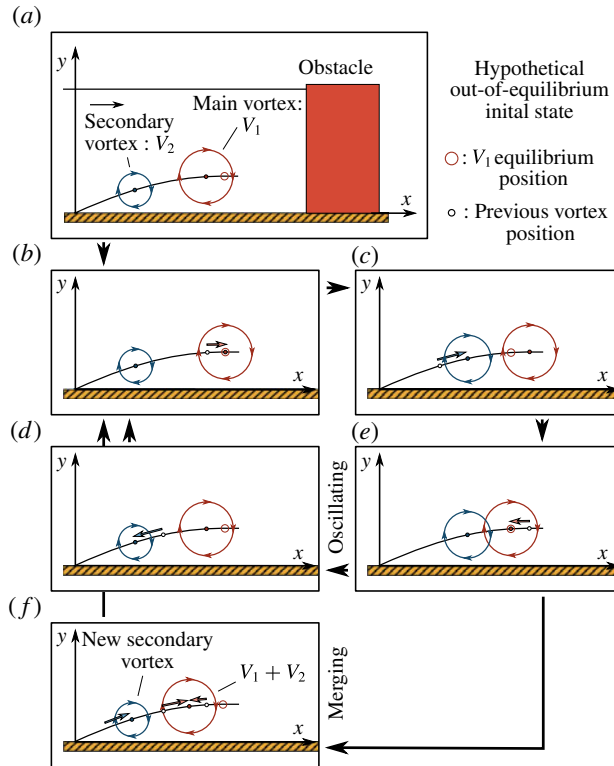 (a)
y
Obstacle
Main vortex:
V1
Secondary
vortex : V2
x
Hypothetical
out-of-equilibrium
inital state
: V1 equilibrium
position
: Previous vortex
position
(b)
y
x
(c)
y
x
(d)
y
x
Oscillating
(e)
y
x
(f)
y
New secondary
vortex
V1 + V2
x
Merging